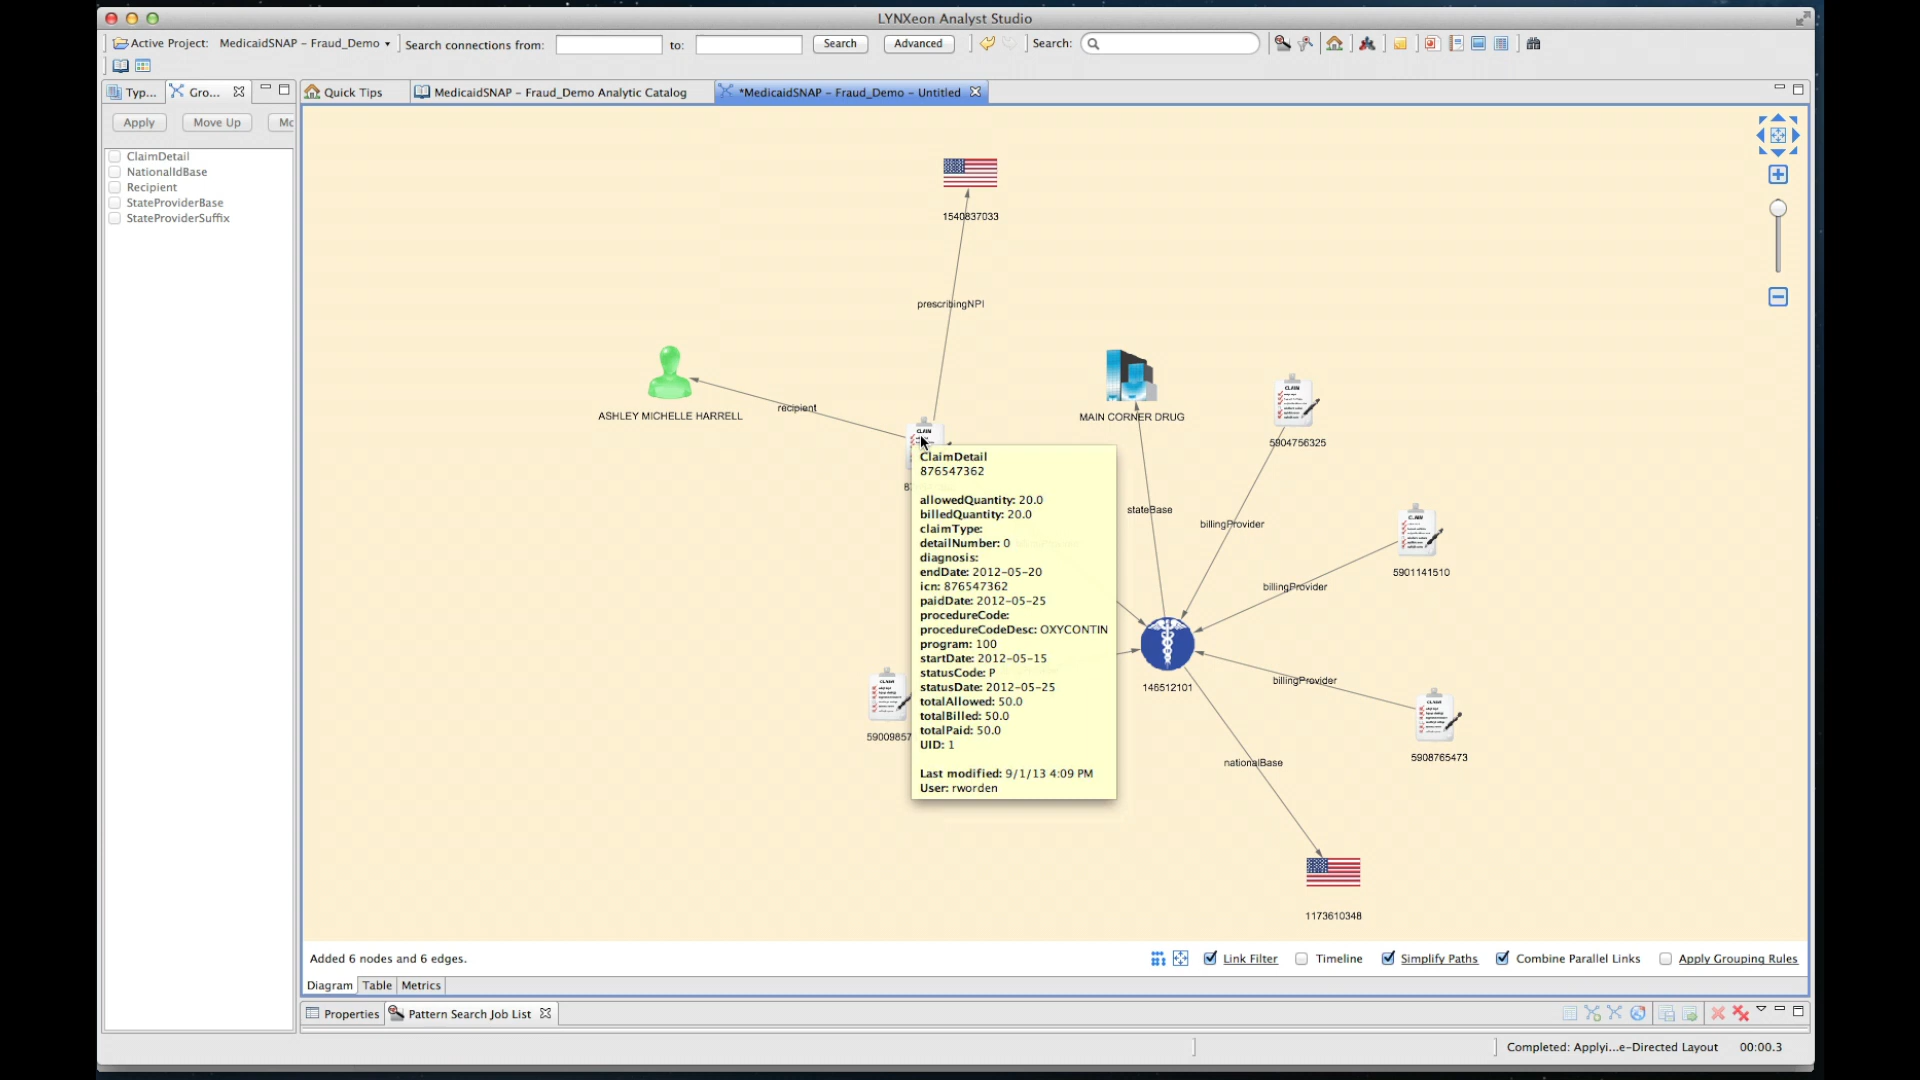 LYNXeon Analyst Studio
Active Project: MedicaidSNAP – Fraud_Demo Search connections from: to: Search Advanced Search:
Typ... Gro... Quick Tips MedicaidSNAP – Fraud_Demo Analytic Catalog *MedicaidSNAP – Fraud_Demo – Untitled
Apply Move Up
ClaimDetail
NationalIdBase
Recipient
StateProviderBase
StateProviderSuffix
1540837033
prescribingNPI
recipient
ASHLEY MICHELLE HARRELL
MAIN CORNER DRUG
CLAIM
5904756325
CLAIM
ClaimDetail
876547362
allowedQuantity: 20.0
billedQuantity: 20.0
claimType:
detailNumber: 0
diagnosis:
endDate: 2012-05-20
icn: 876547362
paidDate: 2012-05-25
procedureCode:
procedureCodeDesc: OXYCONTIN
program: 100
startDate: 2012-05-15
statusCode: P
statusDate: 2012-05-25
totalAllowed: 50.0
totalBilled: 50.0
totalPaid: 50.0
UID: 1
Last modified: 9/1/13 4:09 PM
User: rworden
stateBase
billingProvider
CLAIM
5901141510
billingProvider
146512101
billingProvider
CLAIM
5908765473
CLAIM
5900985
nationalBase
1173610348
Added 6 nodes and 6 edges.
Link Filter Timeline Simplify Paths Combine Parallel Links Apply Grouping Rules
Diagram Table Metrics
Properties Pattern Search Job List
Completed: Applyi...e-Directed Layout 00:00.3